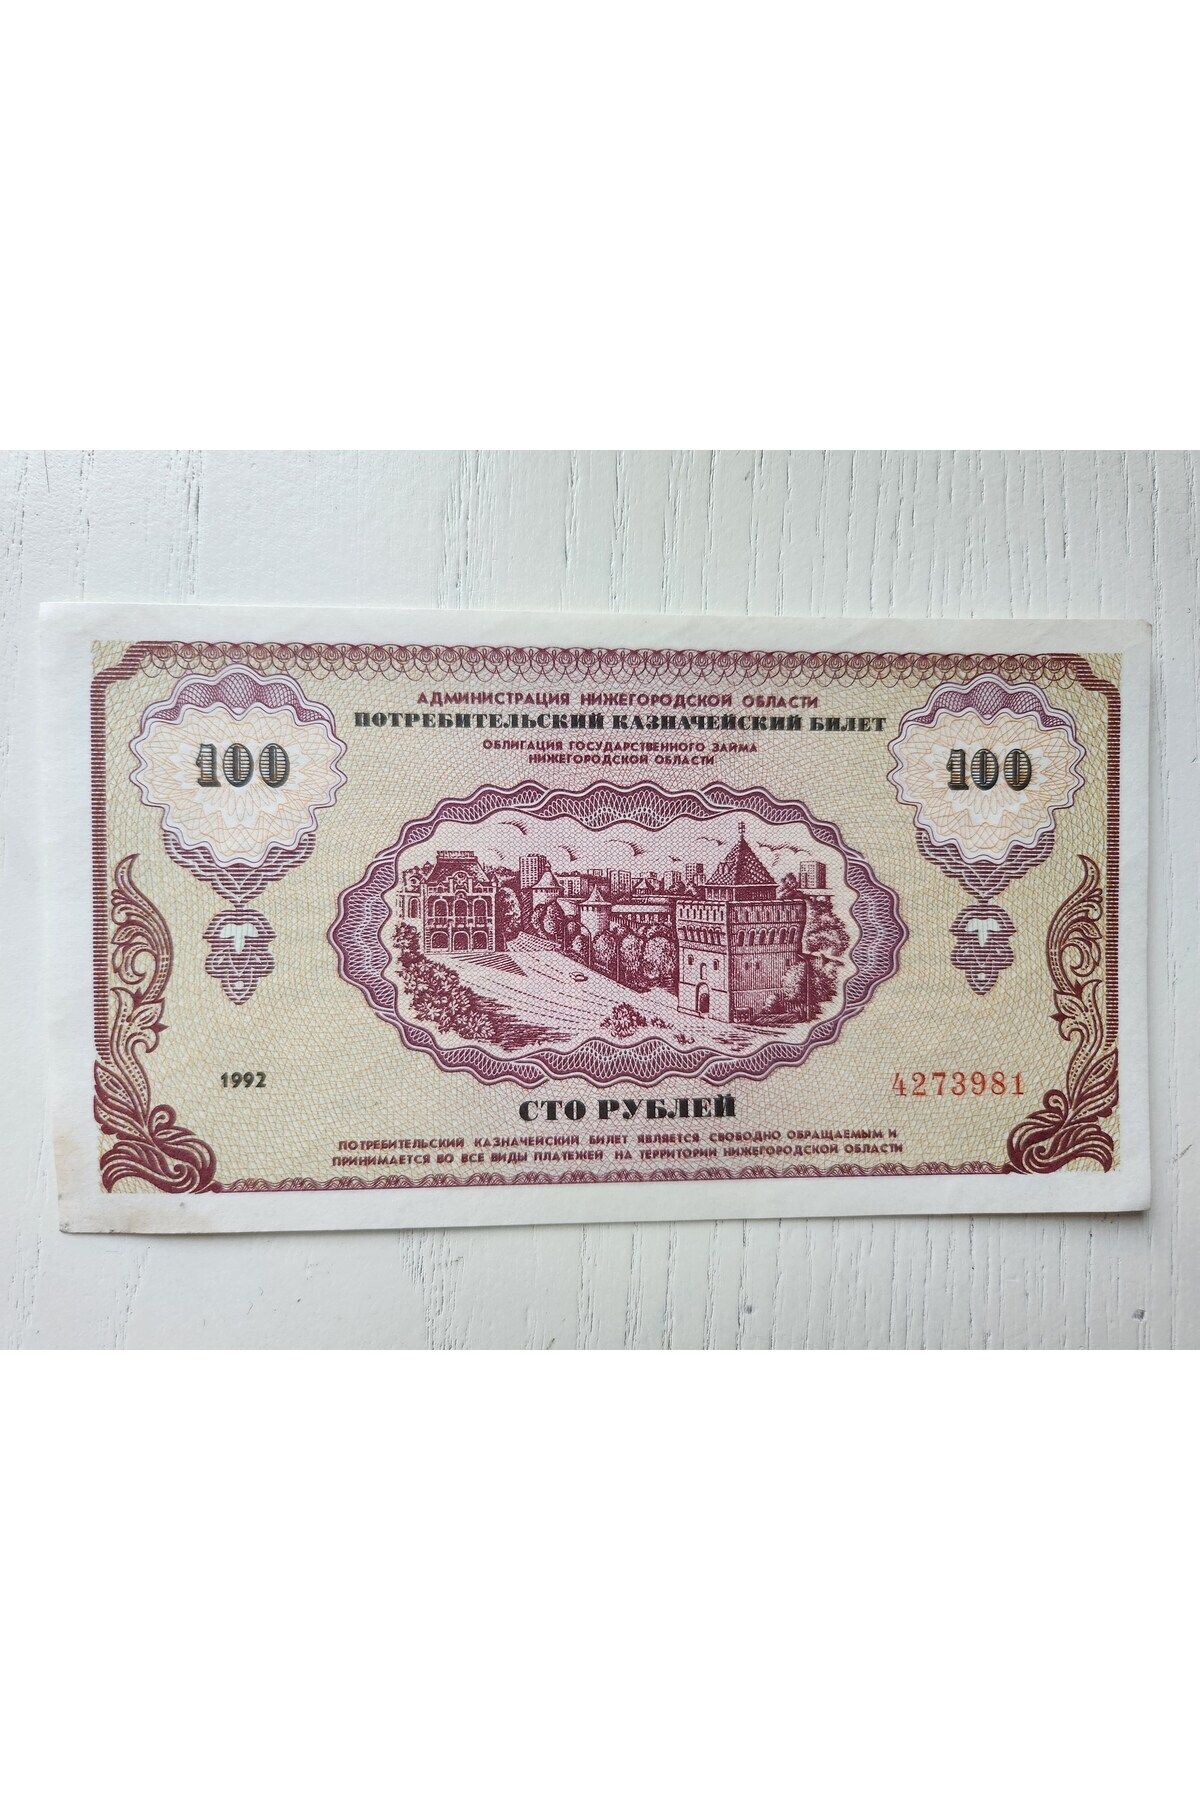 АДМИНИСТРАЦИЯ НИЖЕГОРОДСКОЙ ОБЛАСТИ
ПОТРЕБИТЕЛЬСКИЙ КАЗНАЧЕЙСКИЙ БИЛЕТ
ОБЛИГАЦИЯ ГОСУДАРСТВЕННОГО ЗАЙМА
НИЖЕГОРОДСКОЙ ОБЛАСТИ
100
100
1992
4273981
СТО РУБЛЕЙ
ПОТРЕБИТЕЛЬСКИЙ КАЗНАЧЕЙСКИЙ БИЛЕТ ЯВЛЯЕТСЯ СВОБОДНО ОБРАЩАЕМЫМ И
ПРИНИМАЕТСЯ ВО ВСЕ ВИДЫ ПЛАТЕЖЕЙ НА ТЕРРИТОРИИ НИЖЕГОРОДСКОЙ ОБЛАСТИ